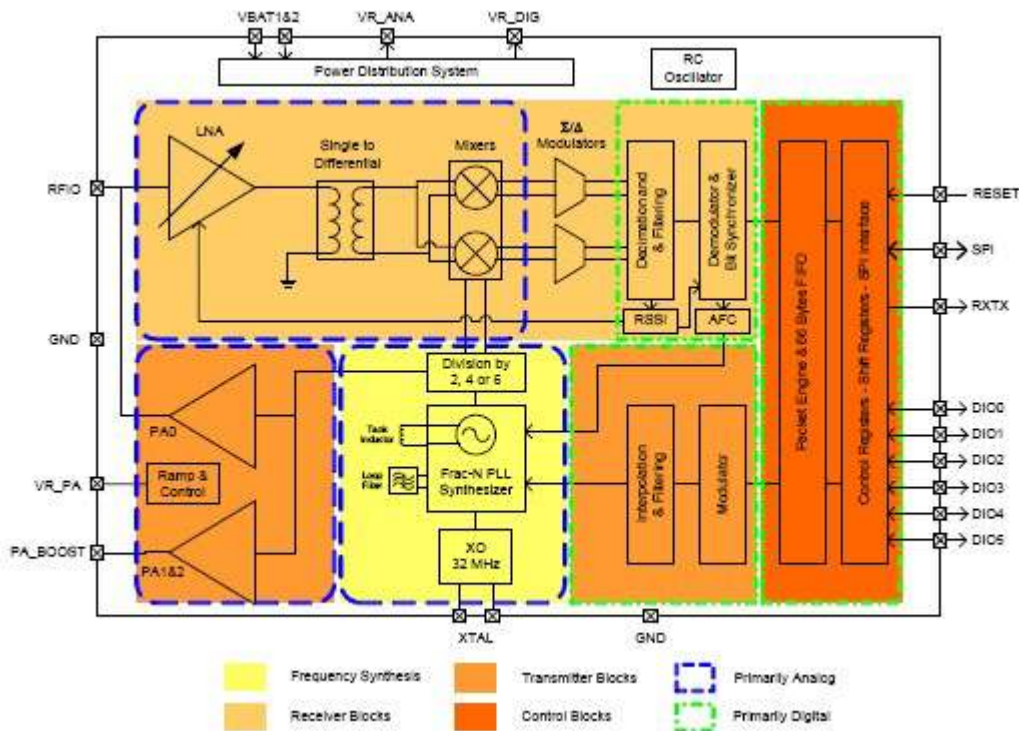 VBAT1&2
VR_ANA
VR_DIG
Power Distribution System
RC
Oscillator
LNA
Single to
Differential
Mixers
Σ/Δ
Modulators
Decimation and
& Filtering
Demodulator &
Bit Synchronizer
RFIO
RSSI
AFC
GND
Division by
2, 4 or 6
PA0
Tank
Inductor
Loop
Filter
Frac-N PLL
Synthesizer
Interpolation
& Filtering
Modulator
Packet Engine & 66 Bytes FIFO
Control Registers - Shift Registers - SPI Interface
RESET
SPI
RXTX
DIO0
DIO1
DIO2
DIO3
DIO4
DIO5
VR_PA
Ramp &
Control
PA_BOOST
PA1&2
XO
32 MHz
XTAL
GND
Frequency Synthesis
Transmitter Blocks
Primarily Analog
Receiver Blocks
Control Blocks
Primarily Digital